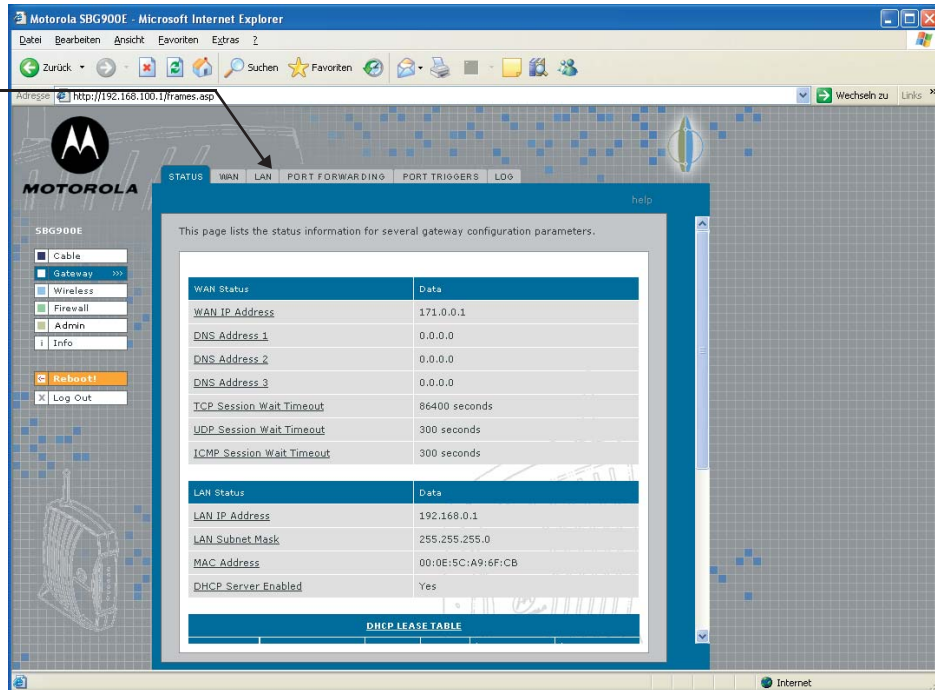 Motorola SBG900E - Microsoft Internet Explorer
Datei Bearbeiten Ansicht Favoriten Extras ?
Zurück Suchen Favoriten
Adresse http://192.168.100.1/frames.asp Wechseln zu Links »
MOTOROLA
STATUS WAN LAN PORT FORWARDING PORT TRIGGERS LOG
help
SBG900E
Cable
Gateway >>>
Wireless
Firewall
Admin
i Info
Reboot!
X Log Out
This page lists the status information for several gateway configuration parameters.
WAN Status Data
WAN IP Address 171.0.0.1
DNS Address 1 0.0.0.0
DNS Address 2 0.0.0.0
DNS Address 3 0.0.0.0
TCP Session Wait Timeout 86400 seconds
UDP Session Wait Timeout 300 seconds
ICMP Session Wait Timeout 300 seconds
LAN Status Data
LAN IP Address 192.168.0.1
LAN Subnet Mask 255.255.255.0
MAC Address 00:0E:5C:A9:6F:CB
DHCP Server Enabled Yes
DHCP LEASE TABLE
Internet